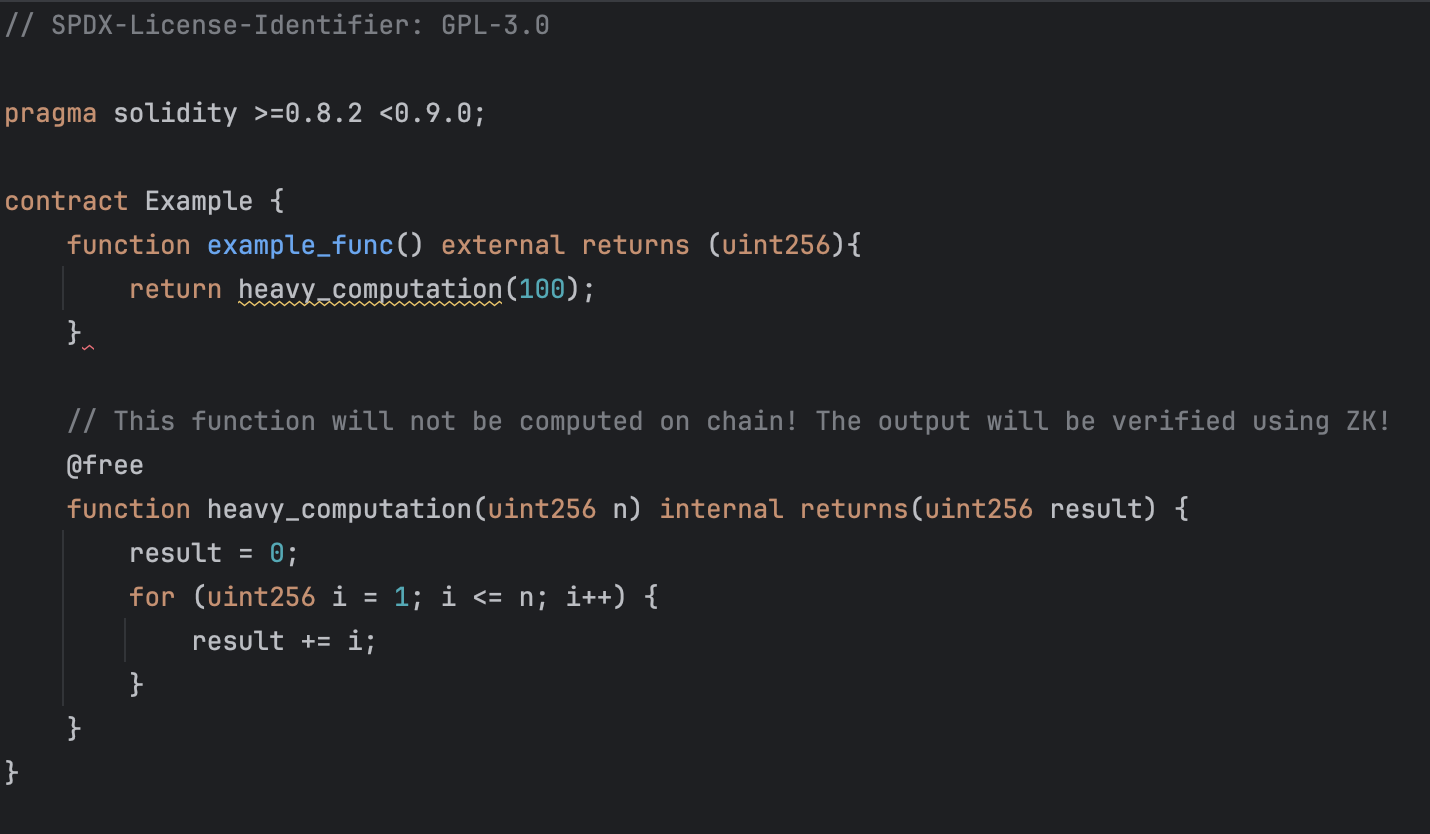 // SPDX-License-Identifier: GPL-3.0
pragma solidity >=0.8.2 <0.9.0;
contract Example {
    function example_func() external returns (uint256){
        return heavy_computation(100);
    }
    // This function will not be computed on chain! The output will be verified using ZK!
    @free
    function heavy_computation(uint256 n) internal returns(uint256 result) {
        result = 0;
        for (uint256 i = 1; i <= n; i++) {
            result += i;
        }
    }
}